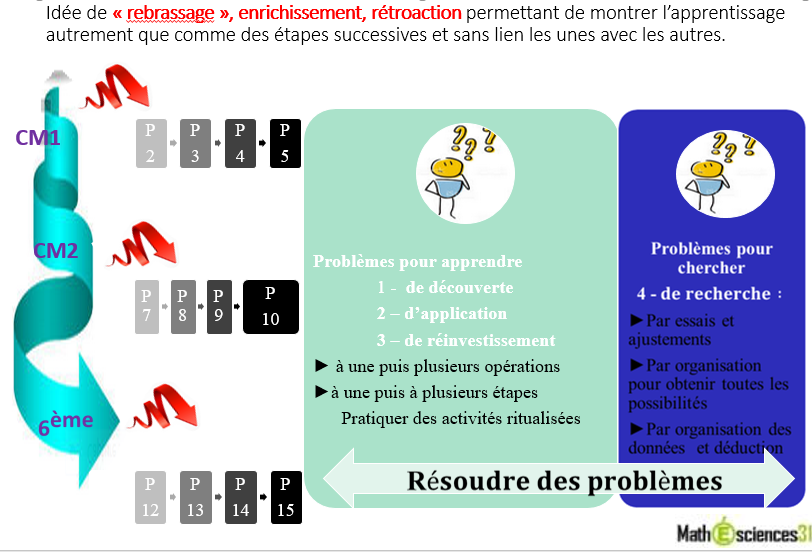 Idée de « rebrassage », enrichissement, rétroaction permettant de montrer l’apprentissage
autrement que comme des étapes successives et sans lien les unes avec les autres.
CM1
P 2
P 3
P 4
P 5
CM2
P 7
P 8
P 9
P 10
6ème
P 12
P 13
P 14
P 15
???
Problèmes pour apprendre
1 - de découverte
2 – d’application
3 – de réinvestissement
► à une puis plusieurs opérations
►à une puis à plusieurs étapes
Pratiquer des activités ritualisées
???
Problèmes pour
chercher
4 - de recherche :
►Par essais et
ajustements
►Par organisation
pour obtenir toutes les
possibilités
►Par organisation des
données et déduction
Résoudre des problèmes
Math É sciences31